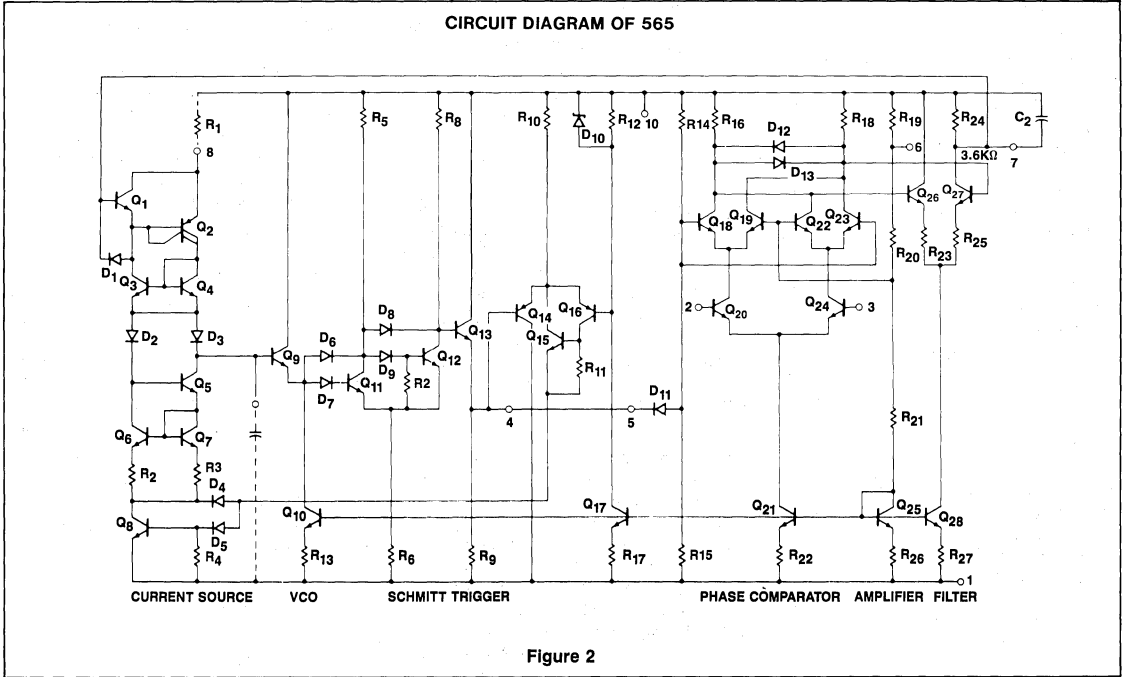 CIRCUIT DIAGRAM OF 565
R1
8
Q1
Q2
D1
Q3
Q4
D2
D3
Q5
Q6
Q7
R2
R3
D4
Q8
D5
R4
R5
R8
D8
D6
D9
Q9
D7
Q11
R2
Q12
Q13
Q10
R13
R6
R9
R10
D10
R12
10
Q14
Q16
Q15
R11
4
5
D11
Q17
R17
R14
R16
D12
D13
R18
R19
6
R24
3.6KΩ
7
C2
Q18
Q19
Q22
Q23
Q26
Q27
R20
R23
R25
2
Q20
Q24
3
R21
Q21
Q25
Q28
R15
R22
R26
R27
1
CURRENT SOURCE
VCO
SCHMITT TRIGGER
PHASE COMPARATOR
AMPLIFIER
FILTER
Figure 2